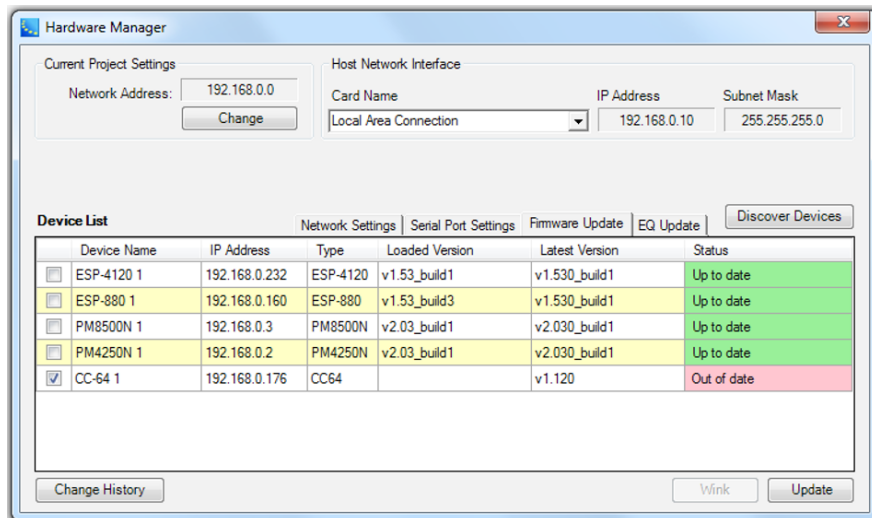 Hardware Manager
Current Project Settings
Network Address: 192.168.0.0
Change
Host Network Interface
Card Name IP Address Subnet Mask
Local Area Connection 192.168.0.10 255.255.255.0
Device List Network Settings Serial Port Settings Firmware Update EQ Update Discover Devices
Device Name IP Address Type Loaded Version Latest Version Status
ESP-4120 1 192.168.0.232 ESP-4120 v1.53_build1 v1.530_build1 Up to date
ESP-880 1 192.168.0.160 ESP-880 v1.53_build3 v1.530_build1 Up to date
PM8500N 1 192.168.0.3 PM8500N v2.03_build1 v2.030_build1 Up to date
PM4250N 1 192.168.0.2 PM4250N v2.03_build1 v2.030_build1 Up to date
CC-64 1 192.168.0.176 CC64 v1.120 Out of date
Change History Wink Update